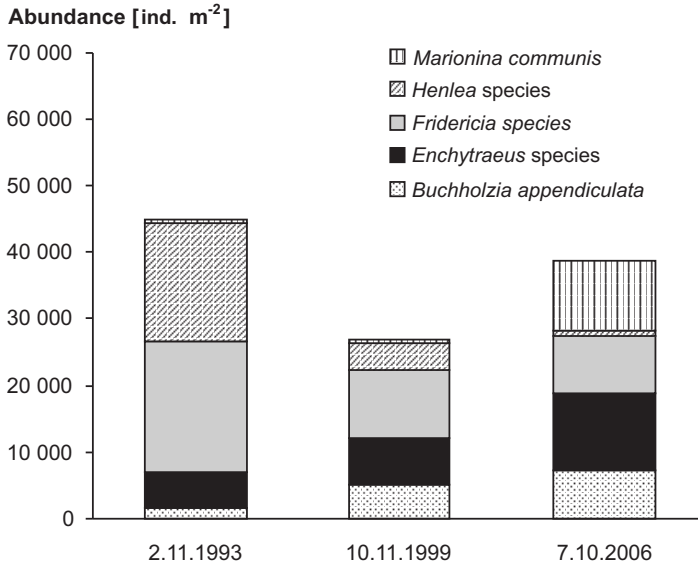 Abundance [ind. m-2]
70 000
60 000
50 000
40 000
30 000
20 000
10 000
0
Marionina communis
Henlea species
Fridericia species
Enchytraeus species
Buchholzia appendiculata
2.11.1993
10.11.1999
7.10.2006